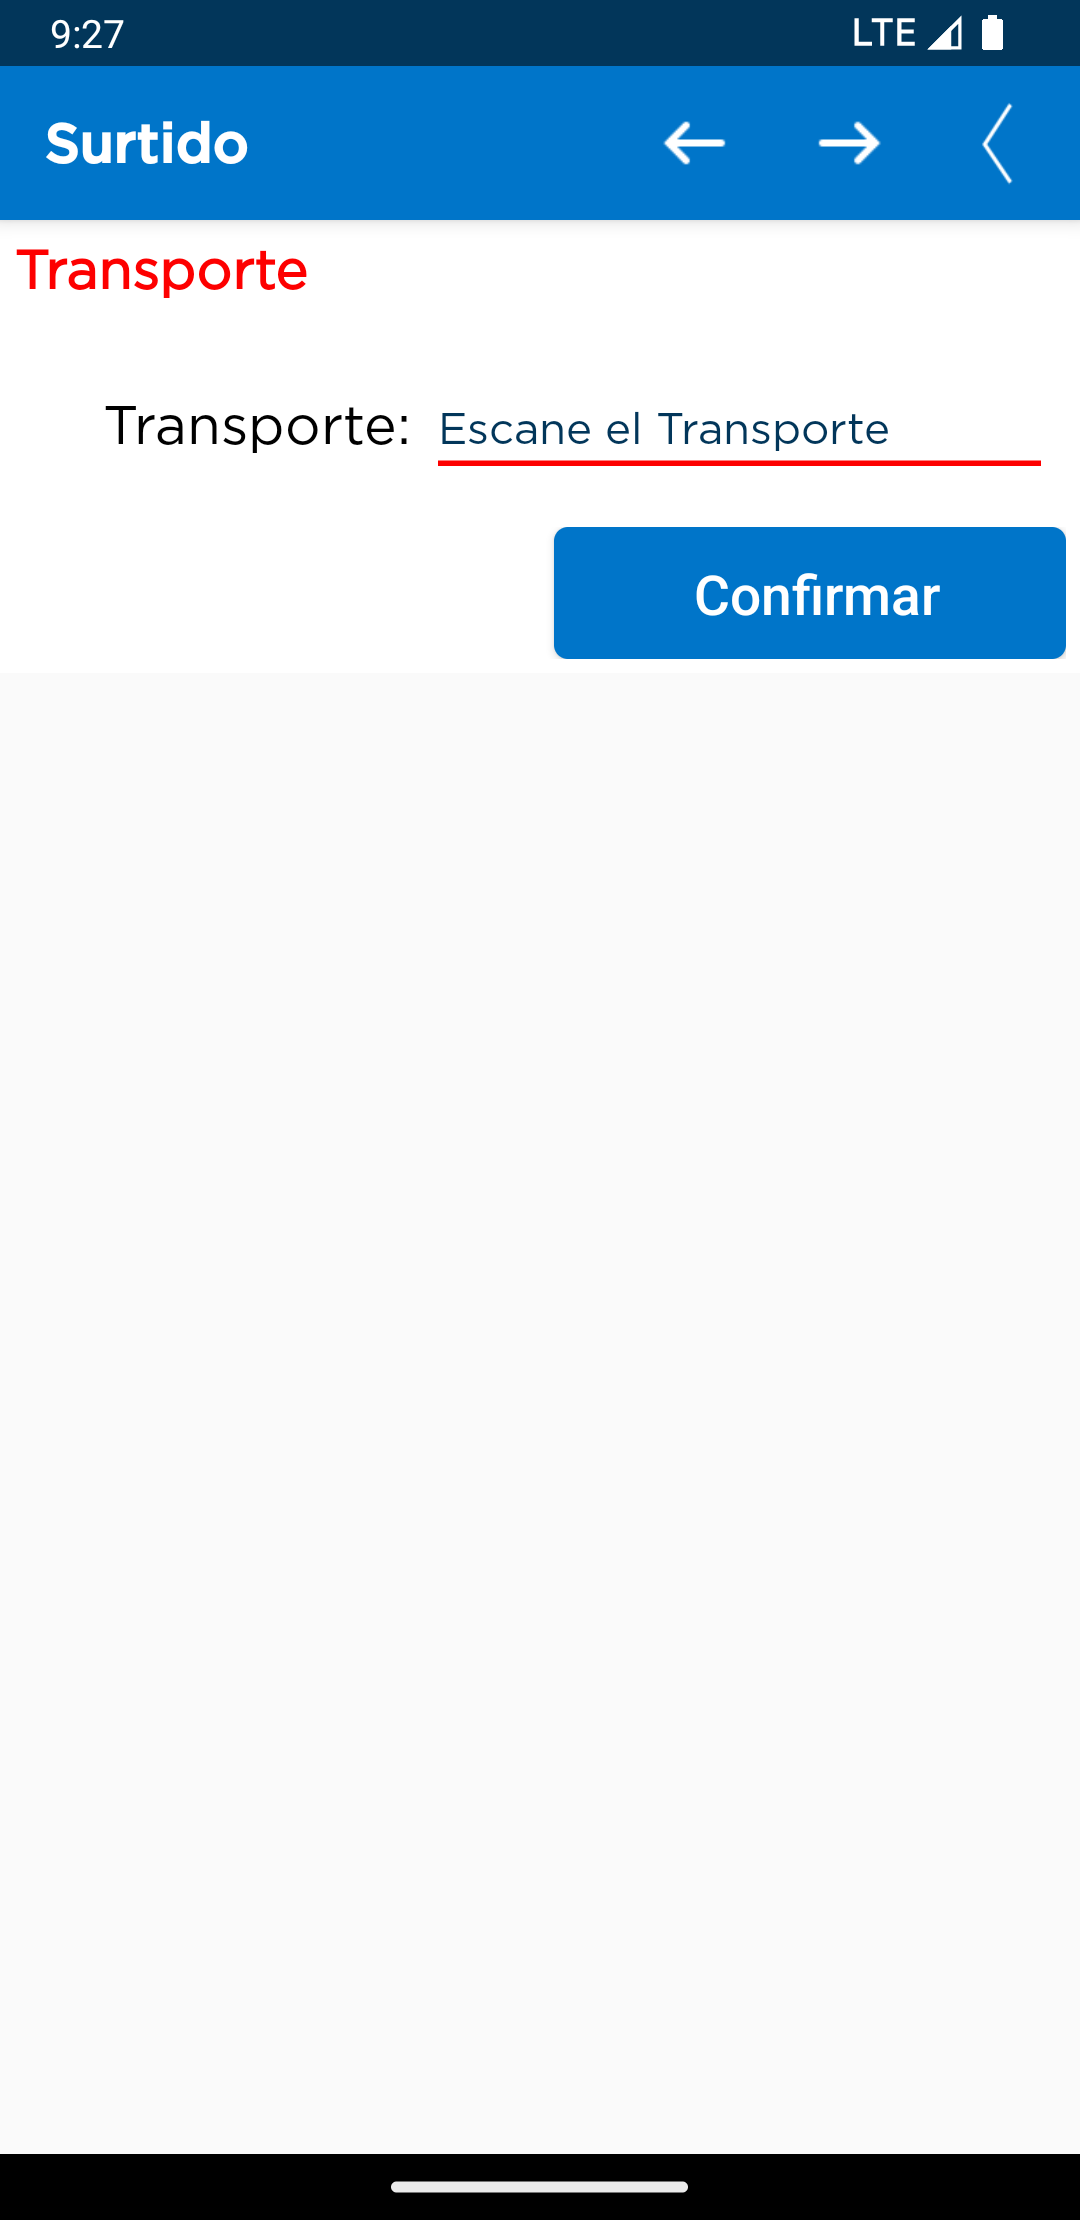 9:27 LTE
Surtido
Transporte
Transporte: Escane el Transporte
Confirmar